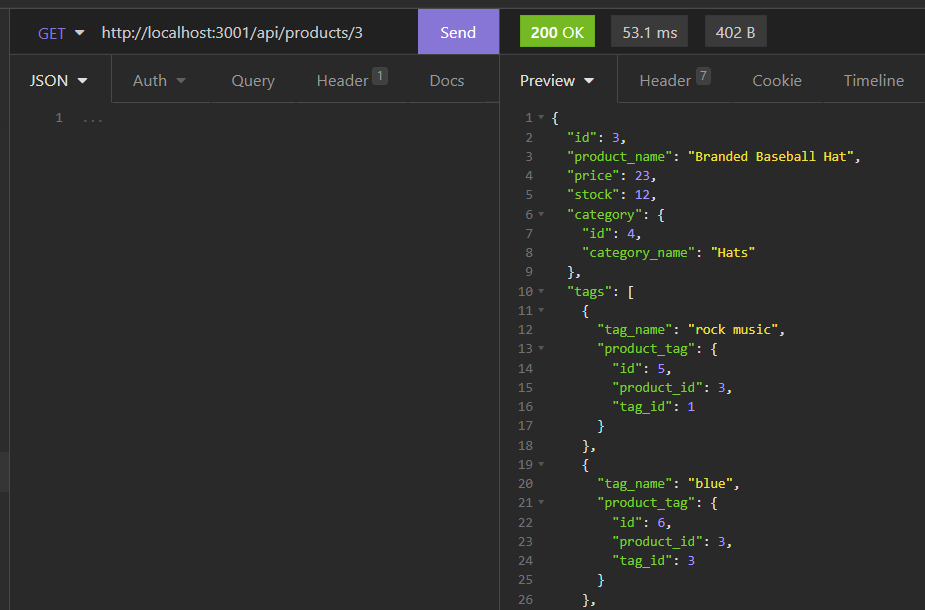 GET http://localhost:3001/api/products/3 Send 200 OK 53.1 ms 402 B
JSON Auth Query Header 1 Docs Preview Header 7 Cookie Timeline
1 ...
1 {
2 "id": 3,
3 "product_name": "Branded Baseball Hat",
4 "price": 23,
5 "stock": 12,
6 "category": {
7 "id": 4,
8 "category_name": "Hats"
9 },
10 "tags": [
11 {
12 "tag_name": "rock music",
13 "product_tag": {
14 "id": 5,
15 "product_id": 3,
16 "tag_id": 1
17 }
18 },
19 {
20 "tag_name": "blue",
21 "product_tag": {
22 "id": 6,
23 "product_id": 3,
24 "tag_id": 3
25 }
26 },